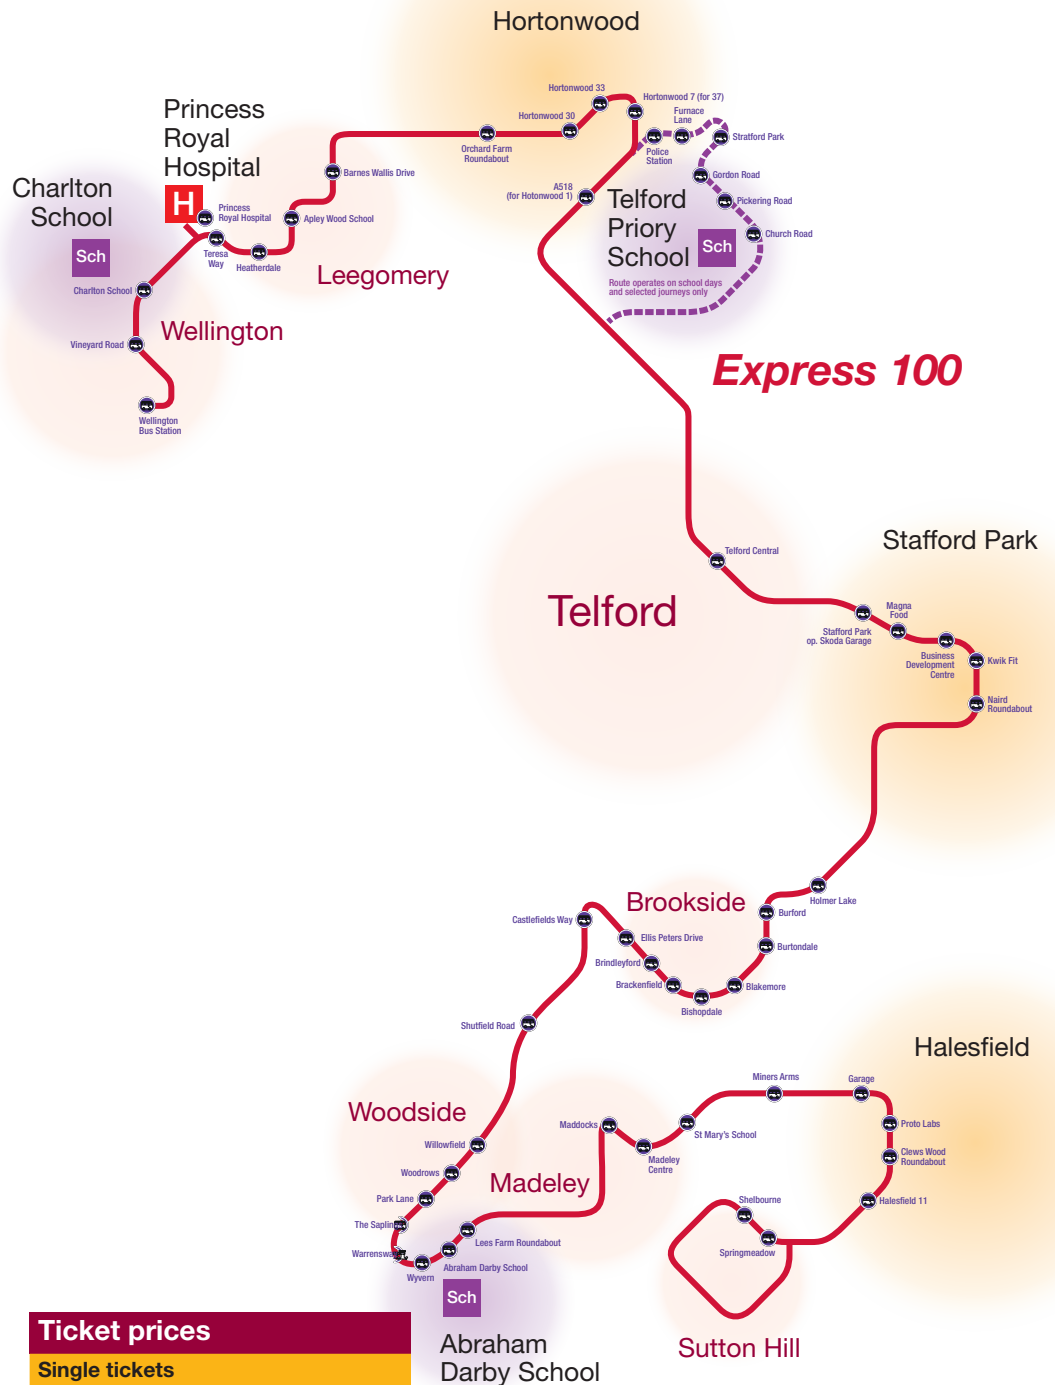 Hortonwood
Hortonwood 33
Hortonwood 7 (for 37)
Princess
Royal
Hospital
Hortonwood 30
Furnace
Lane
Stratford Park
Orchard Farm
Roundabout
Police
Station
Barnes Wallis Drive
Gordon Road
Charlton
School
H
A518
(for Hotonwood 1)
Telford
Priory
School
Sch
Pickering Road
Princess
Royal Hospital
Apley Wood School
Church Road
Sch
Teresa
Way
Heatherdale
Leegomery
Route operates on school days
and selected journeys only
Charlton School
Wellington
Vineyard Road
Express 100
Wellington
Bus Station
Stafford Park
Telford Central
Telford
Magna
Food
Stafford Park
op. Skoda Garage
Business
Development
Centre
Kwik Fit
Naird
Roundabout
Holmer Lake
Brookside
Burford
Castlefields Way
Ellis Peters Drive
Burtondale
Brindleyford
Brackenfield
Blakemore
Bishopdale
Shutfield Road
Halesfield
Miners Arms
Garage
Woodside
Maddocks
St Mary's School
Proto Labs
Willowfield
Madeley
Centre
Clews Wood
Roundabout
Woodrows
Madeley
Park Lane
Shelbourne
Halesfield 11
The Saplin
Lees Farm Roundabout
Springmeadow
Warrensw
Abraham Darby School
Wyvern
Sch
Sutton Hill
Abraham
Darby School
Ticket prices
Single tickets